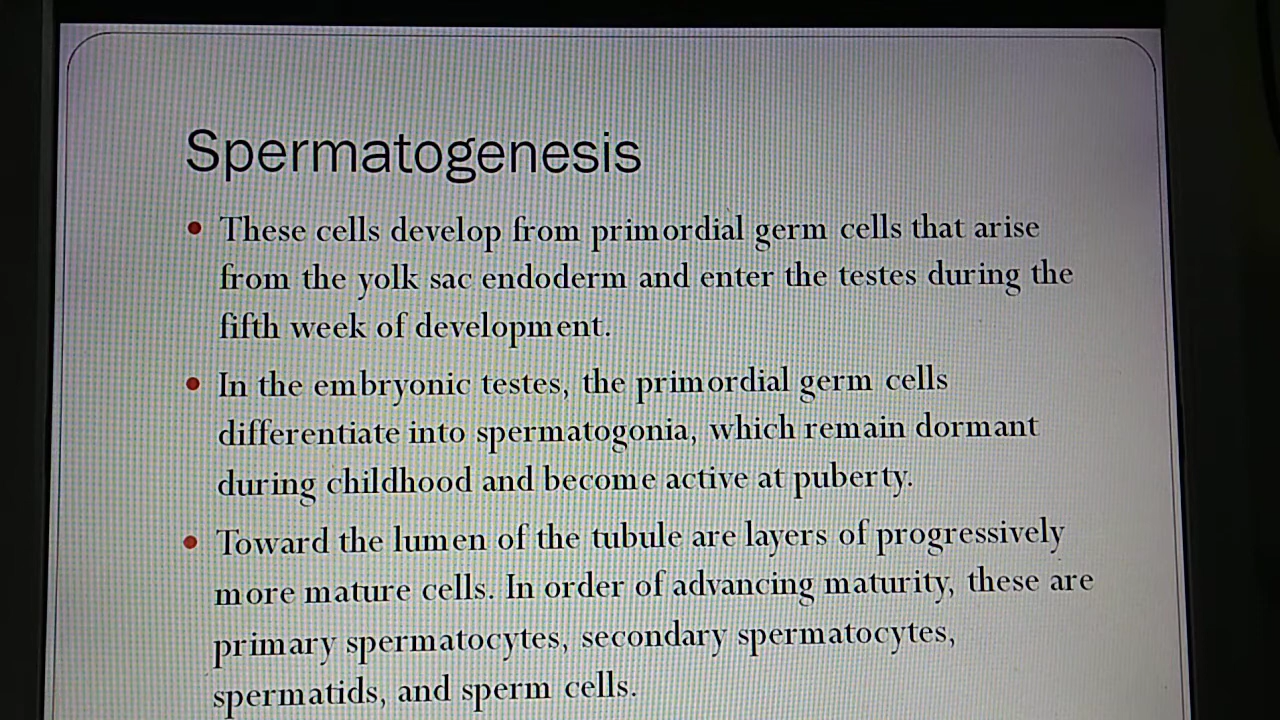 Spermatogenesis
• These cells develop from primordial germ cells that arise
from the yolk sac endoderm and enter the testes during the
fifth week of development.
• In the embryonic testes, the primordial germ cells
differentiate into spermatogonia, which remain dormant
during childhood and become active at puberty.
• Toward the lumen of the tubule are layers of progressively
more mature cells. In order of advancing maturity, these are
primary spermatocytes, secondary spermatocytes,
spermatids, and sperm cells.